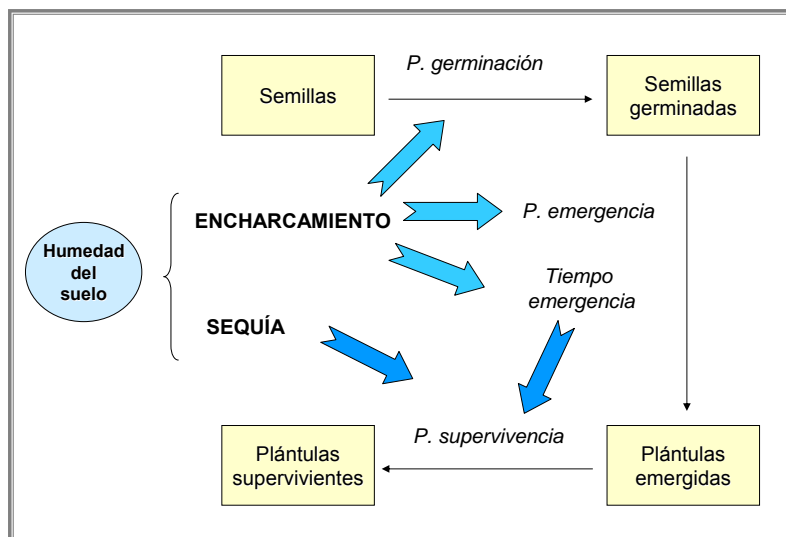 P. germinación
Semillas
Semillas
germinadas
ENCHARCAMIENTO
P. emergencia
Humedad
del
suelo
Tiempo
emergencia
SEQUÍA
P. supervivencia
Plántulas
supervivientes
Plántulas
emergidas